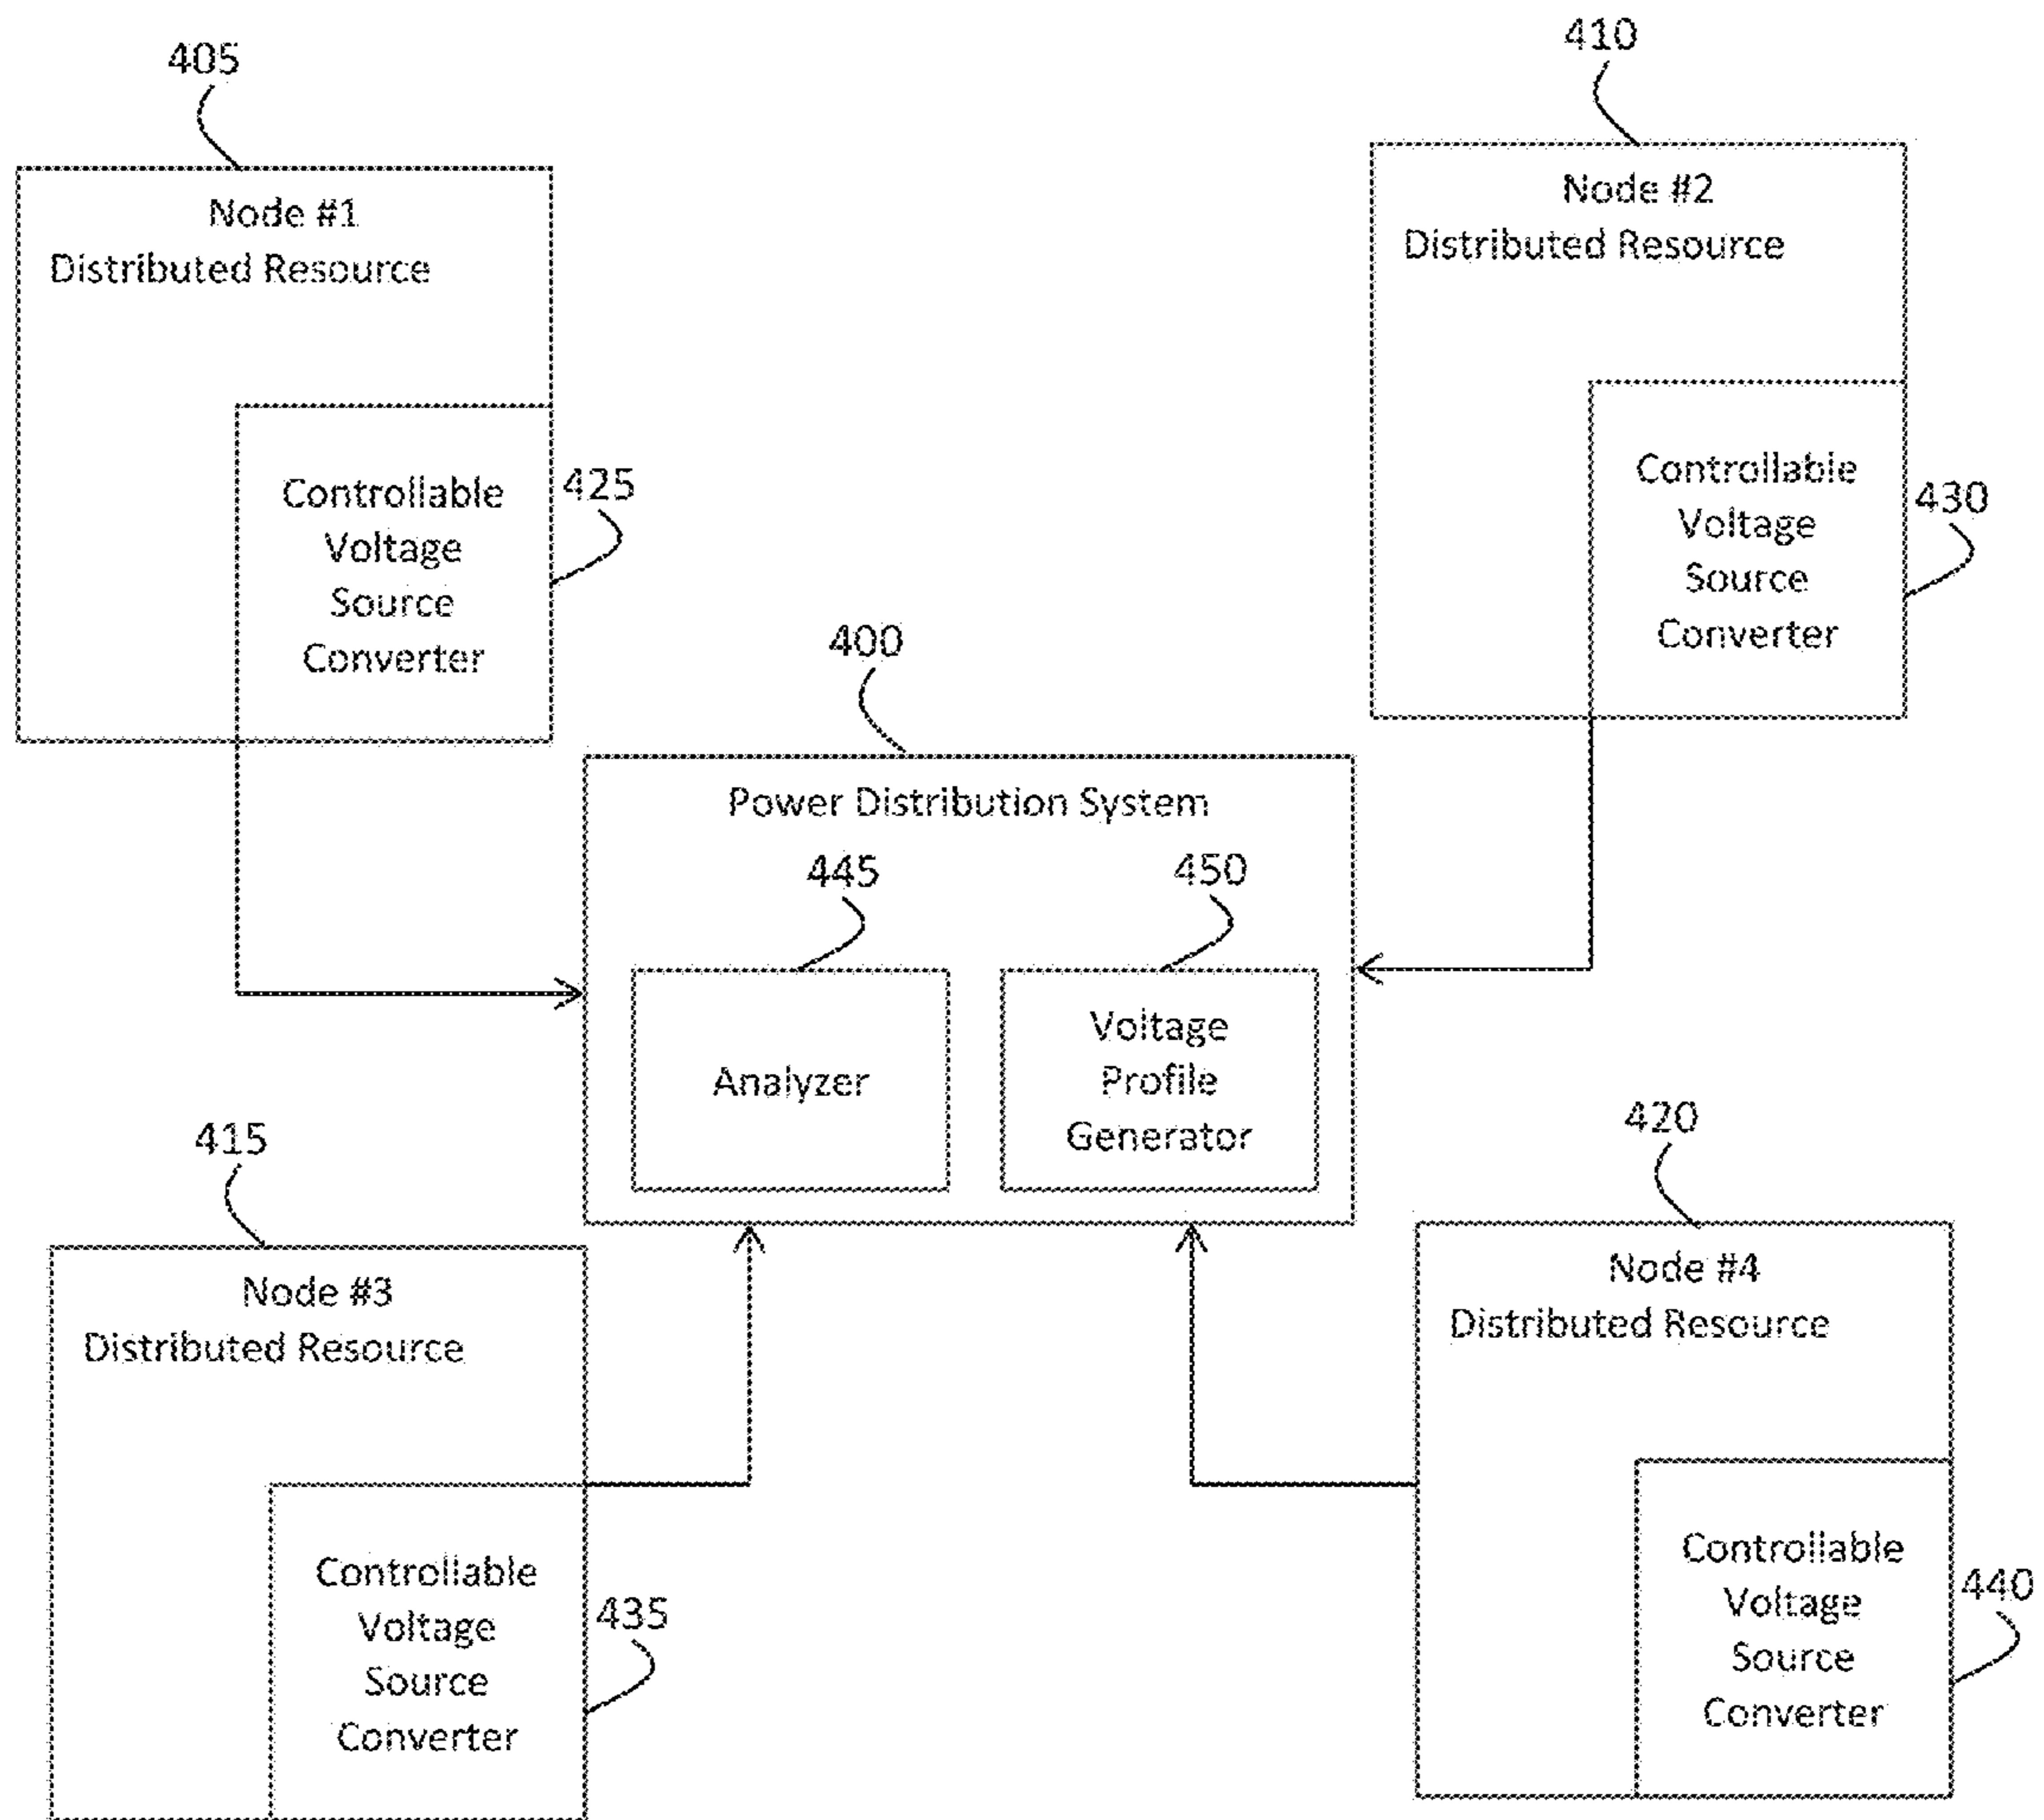 405
Node #1
Distributed Resource
Controllable
Voltage
Source
Converter
425
410
Node #2
Distributed Resource
Controllable
Voltage
Source
Converter
430
400
Power Distribution System
445
Analyzer
450
Voltage
Profile
Generator
415
Node #3
Distributed Resource
Controllable
Voltage
Source
Converter
435
420
Node #4
Distributed Resource
Controllable
Voltage
Source
Converter
440